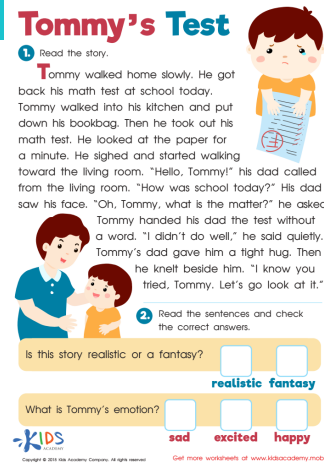 Tommy's Test
1. Read the story.
Tommy walked home slowly. He got
back his math test at school today.
Tommy walked into his kitchen and put
down his bookbag. Then he took out his
math test. He looked at the paper for
a minute. He sighed and started walking
toward the living room. "Hello, Tommy!" his dad called
from the living room. "How was school today?" His dad
saw his face. "Oh, Tommy, what is the matter?" he asked
Tommy handed his dad the test without
a word. "I didn't do well," he said quietly.
Tommy's dad gave him a tight hug. Then
he knelt beside him. "I know you
tried, Tommy. Let's go look at it."
2. Read the sentences and check
the correct answers.
Is this story realistic or a fantasy?
realistic fantasy
What is Tommy's emotion?
sad excited happy
KIDS
ACADEMY
Copyright © 2015 Kids Academy Company. All rights reserved
Get more worksheets at www.kidsacademy.mob